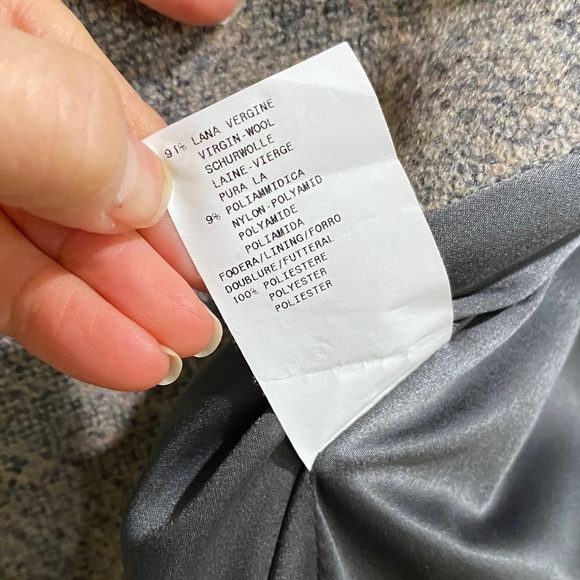 91% LANA VERGINE
VIRGIN-WOOL
SCHURWOLLE
LAINE-VIERGE
PURA LA
9% POLIAMMIDICA
NYLON-POLYAMID
POLYAMIDE
POLIAMIDA
FODERA/LINING/FORRO
DOUBLURE/FUTTERAL
100% POLIESTERE
POLYESTER
POLIESTER